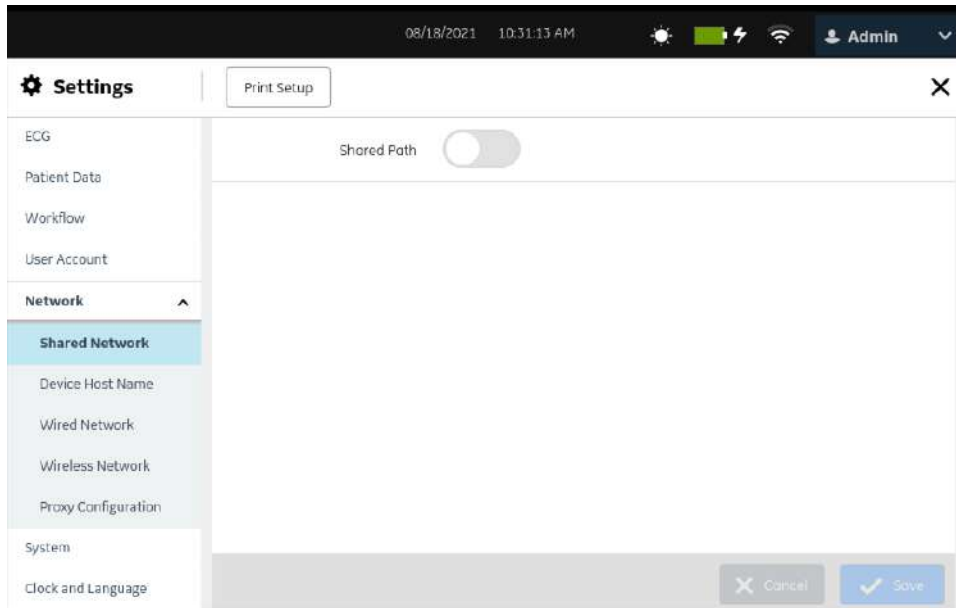 08/18/2021 10:31:13 AM Admin
Settings Print Setup
ECG
Shared Path
Patient Data
Workflow
User Account
Network
Shared Network
Device Host Name
Wired Network
Wireless Network
Proxy Configuration
System
Clock and Language
Cancel Save